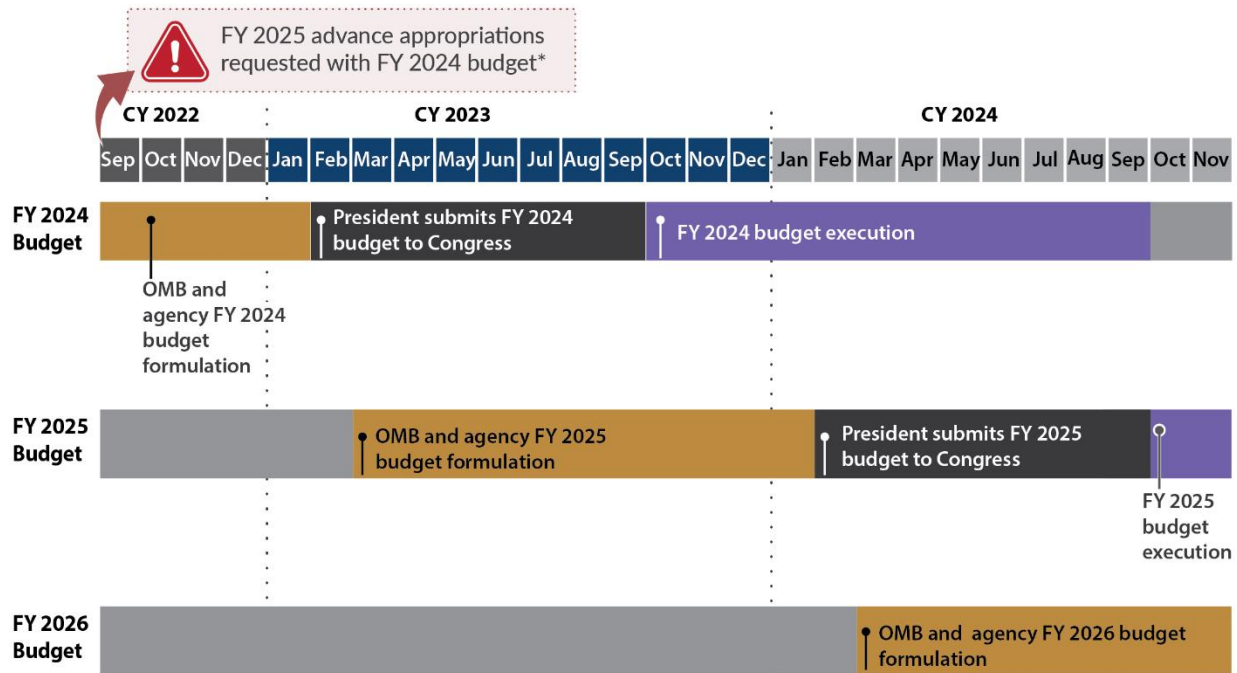 FY 2025 advance appropriations
requested with FY 2024 budget*
CY 2022 CY 2023 CY 2024
Sep Oct Nov Dec Jan Feb Mar Apr May Jun Jul Aug Sep Oct Nov Dec Jan Feb Mar Apr May Jun Jul Aug Sep Oct Nov
FY 2024
Budget
President submits FY 2024
budget to Congress
FY 2024 budget execution
OMB and
agency FY 2024
budget
formulation
FY 2025
Budget
OMB and agency FY 2025
budget formulation
President submits FY 2025
budget to Congress
FY 2025
budget
execution
FY 2026
Budget
OMB and agency FY 2026 budget
formulation